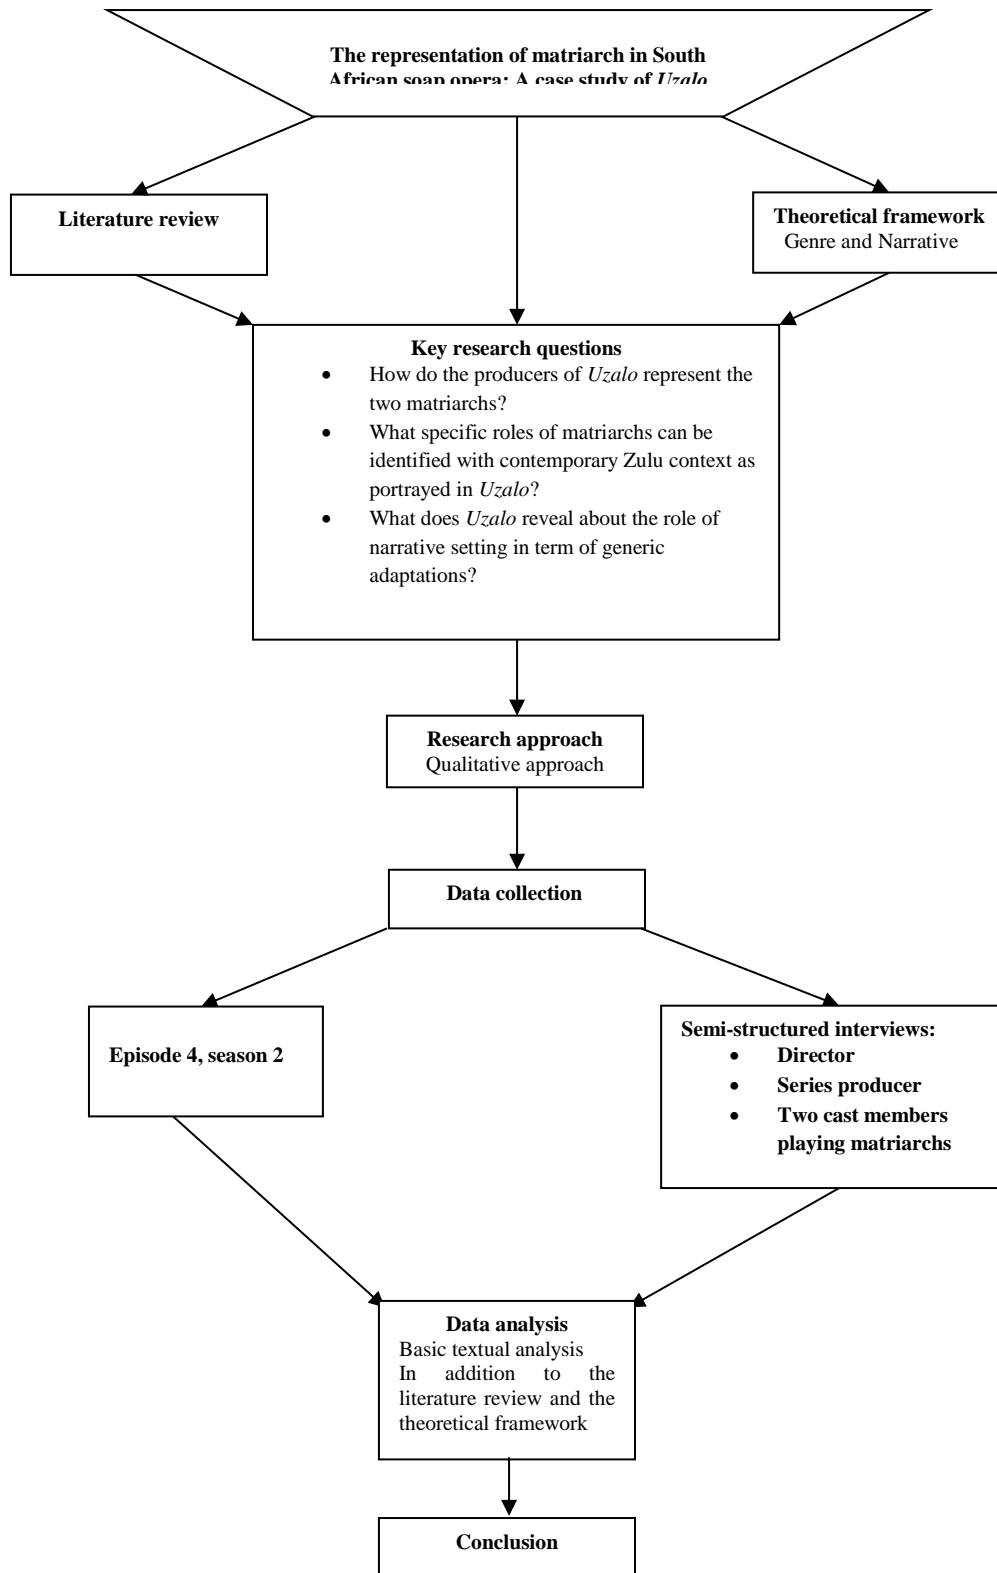 The representation of matriarch in South
African soap opera: A case study of Uzalo
Literature review
Theoretical framework
Genre and Narrative
Key research questions
• How do the producers of Uzalo represent the
two matriarchs?
• What specific roles of matriarchs can be
identified with contemporary Zulu context as
portrayed in Uzalo?
• What does Uzalo reveal about the role of
narrative setting in term of generic
adaptations?
Research approach
Qualitative approach
Data collection
Episode 4, season 2
Semi-structured interviews:
• Director
• Series producer
• Two cast members
playing matriarchs
Data analysis
Basic textual analysis
In addition to the
literature review and the
theoretical framework
Conclusion